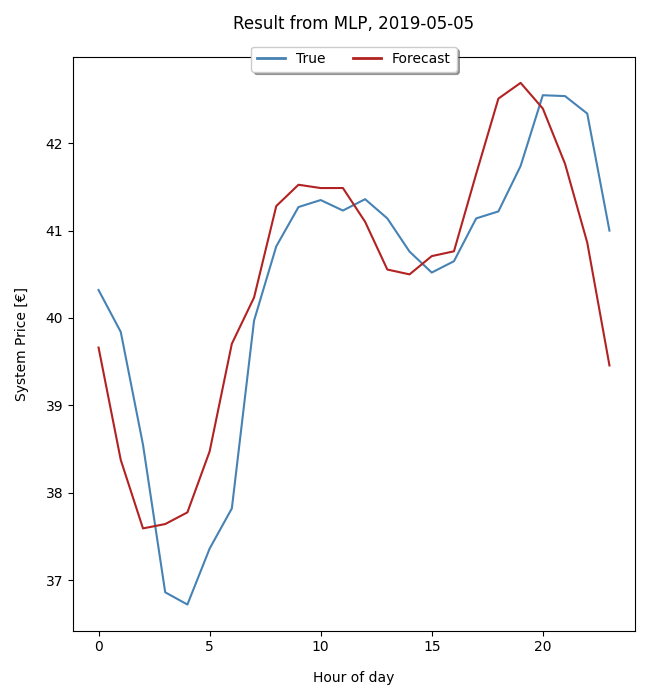 Result from MLP, 2019-05-05
True Forecast
42
41
40
39
38
37
System Price [€]
0 5 10 15 20
Hour of day